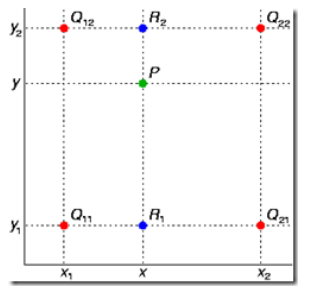 y₂ Q₁₂ R₂ Q₂₂
y P
y₁ Q₁₁ R₁ Q₂₁
x₁ x x₂